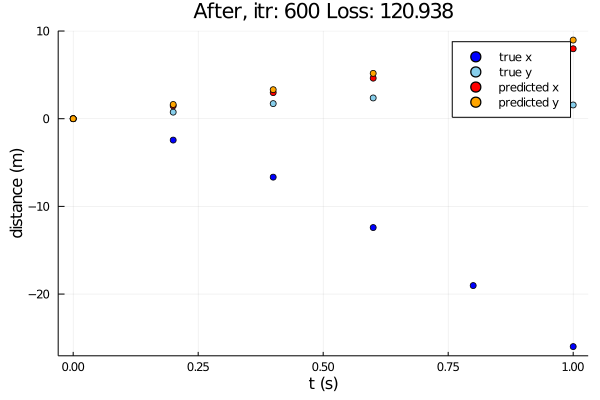 After, itr: 600 Loss: 120.938
distance (m)
10
0
−10
−20
true x
true y
predicted x
predicted y
0.00
0.25
0.50
0.75
1.00
t (s)